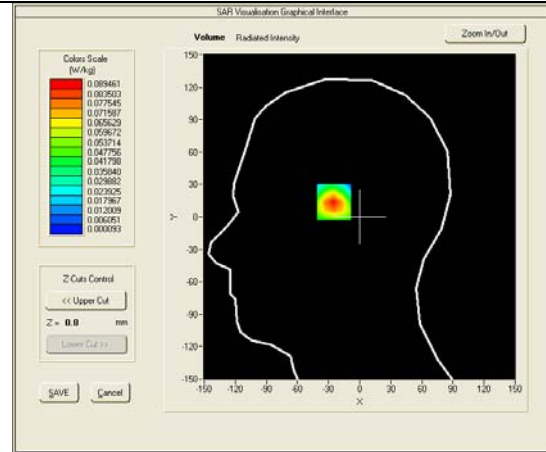 SAR Visualisation Graphical Interface
Volume Radiated Intensity
Zoom In/Out
Colors Scale
(W/kg)
0.089461
0.083503
0.077545
0.071587
0.065629
0.059672
0.053714
0.047756
0.041798
0.035840
0.029882
0.023925
0.017967
0.012009
0.006051
0.000093
Z Cuts Control
<< Upper Cut
Z = 0.0 mm
Lower Cut >>
SAVE Cancel
150
120
90
60
30
0
-30
-60
-90
-120
-150
Y
-150 -120 -90 -60 -30 0 30 60 90 120 150
X